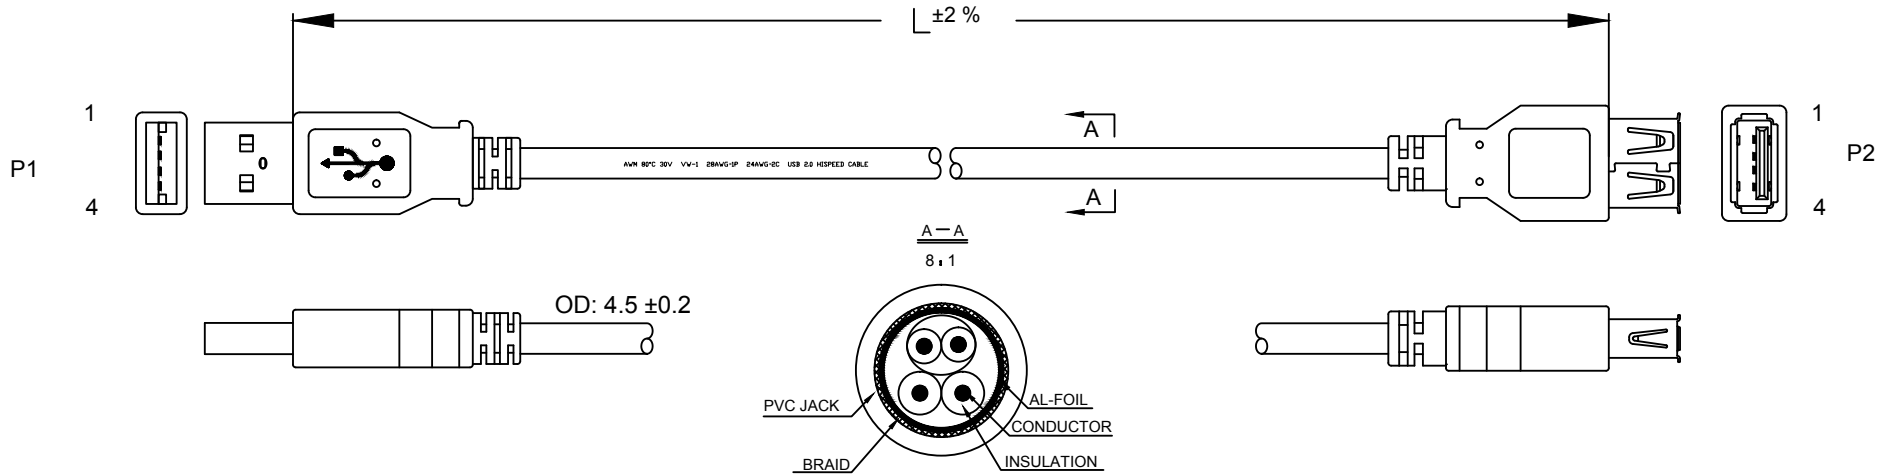 L ±2 %
1
P1
4
AWM 80°C 30V VW-1 28AWG-1P 24AWG-2C USB 2.0 HISPEED CABLE
A
A
1
P2
4
A—A
8:1
OD: 4.5 ±0.2
PVC JACK
BRAID
AL-FOIL
CONDUCTOR
INSULATION